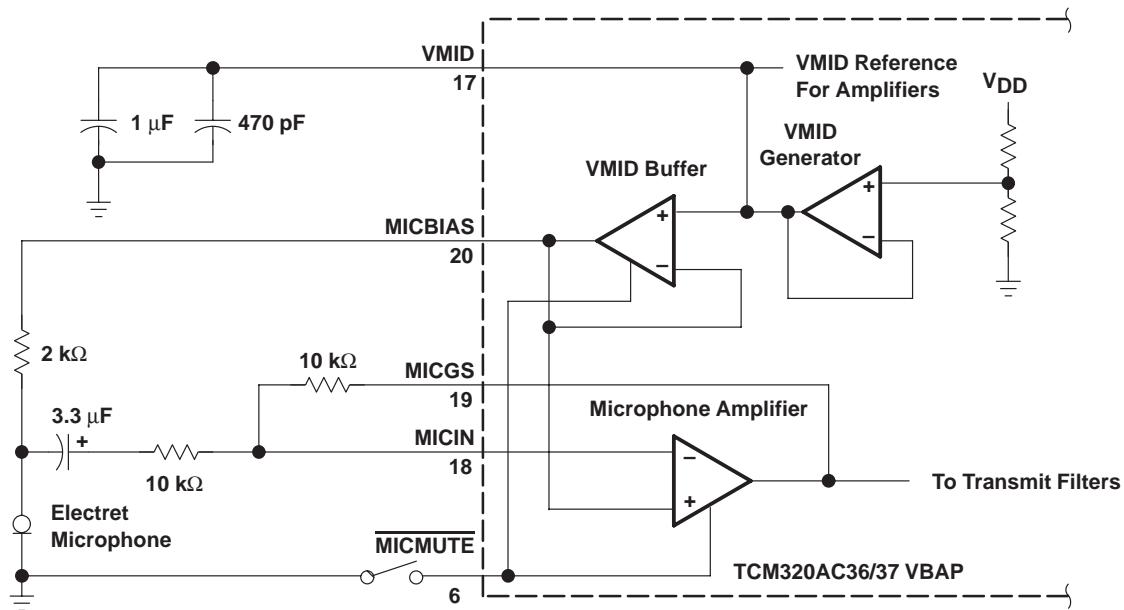 VMID
17
VMID Reference
For Amplifiers
VDD
1 μF
470 pF
VMID
Generator
+
–
VMID Buffer
+
–
MICBIAS
20
2 kΩ
10 kΩ
MICGS
19
Microphone Amplifier
3.3 μF
+
MICIN
18
10 kΩ
–
+
To Transmit Filters
Electret
Microphone
MICMUTE
6
TCM320AC36/37 VBAP